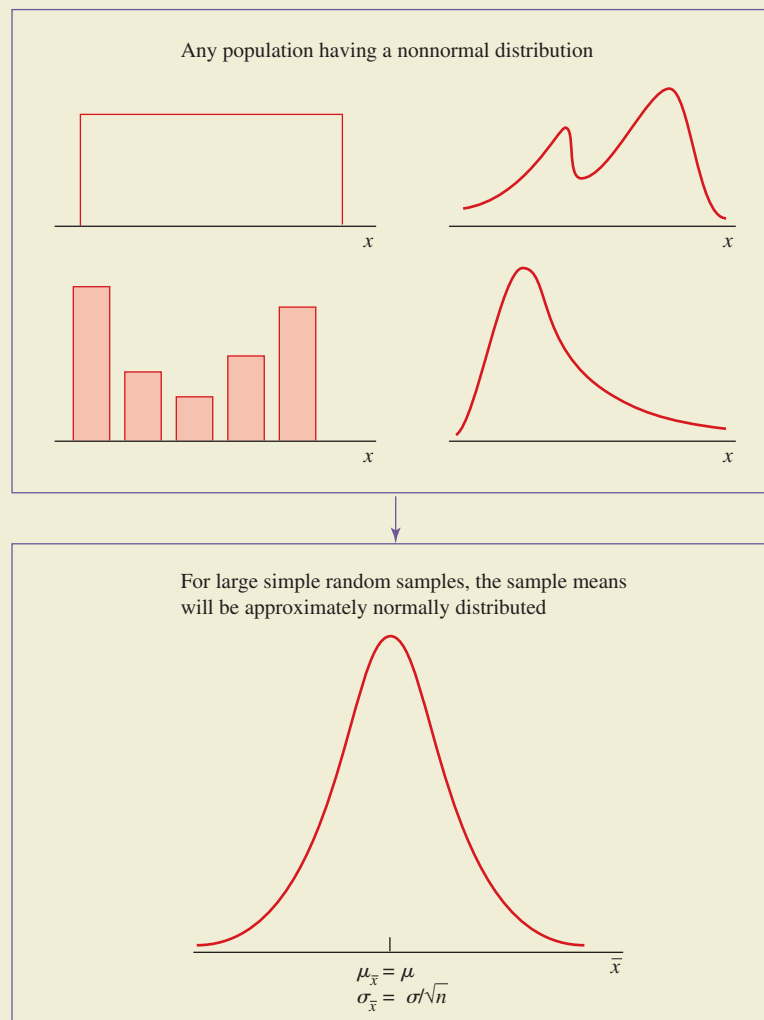 Any population having a nonnormal distribution
x
x
x
x
For large simple random samples, the sample means
will be approximately normally distributed
x̄
μx̄ = μ
σx̄ = σ/√n